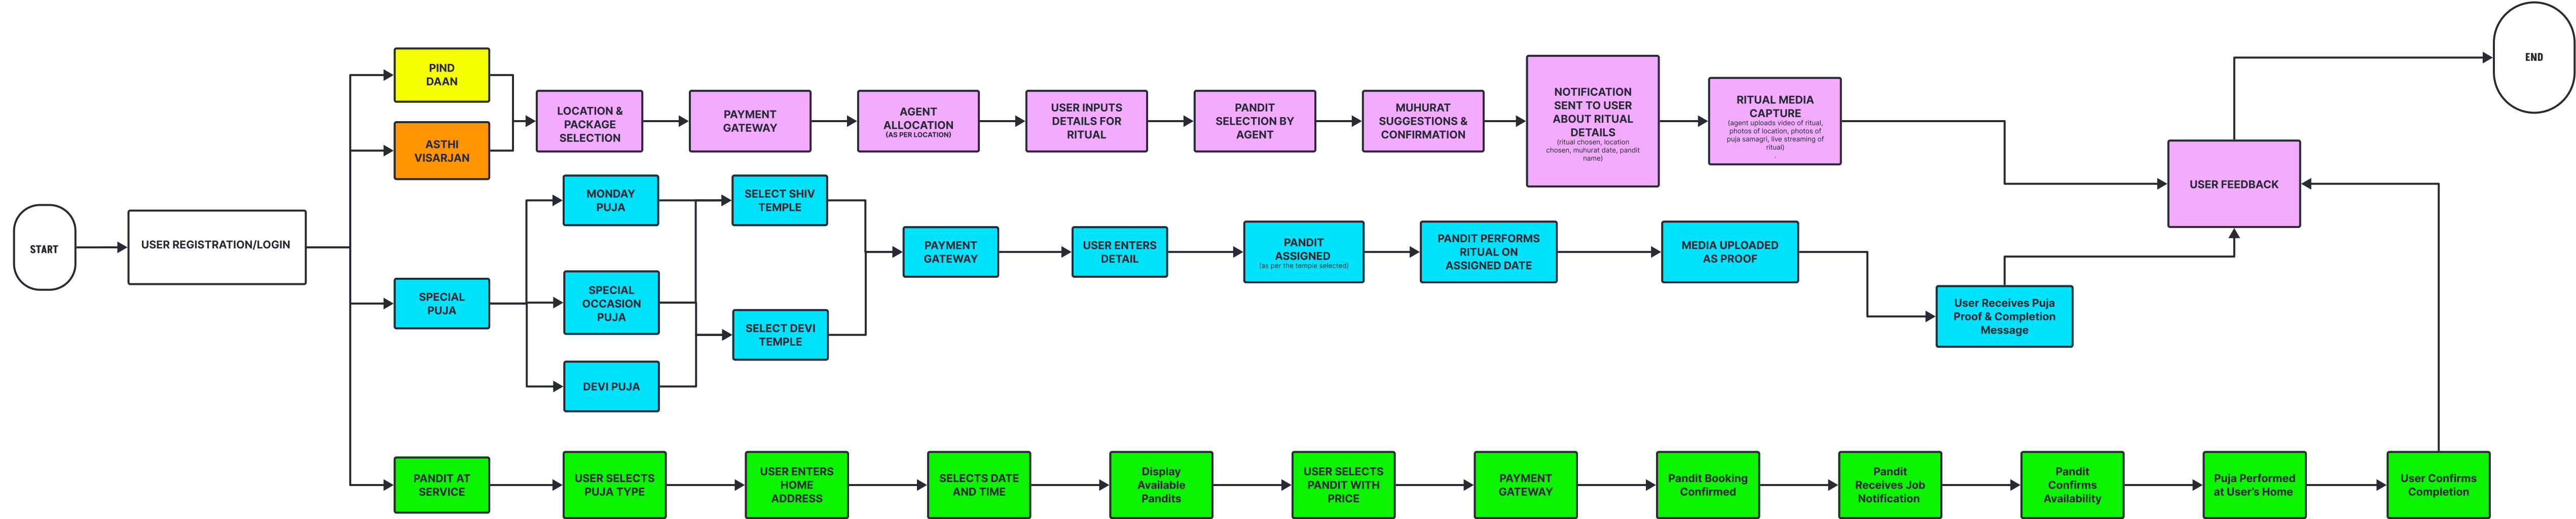 START
USER REGISTRATION/LOGIN
PIND
DAAN
ASTHI
VISARJAN
LOCATION &
PACKAGE
SELECTION
PAYMENT
GATEWAY
AGENT
ALLOCATION
(AS PER LOCATION)
USER INPUTS
DETAILS FOR
RITUAL
PANDIT
SELECTION BY
AGENT
MUHURAT
SUGGESTIONS &
CONFIRMATION
NOTIFICATION
SENT TO USER
ABOUT RITUAL
DETAILS
(ritual chosen, location
chosen, muhurat date, pandit
name)
RITUAL MEDIA
CAPTURE
(agent uploads video of ritual,
photos of location, photos of
puja samagri, live streaming of
ritual)
.
USER FEEDBACK
END
SPECIAL
PUJA
MONDAY
PUJA
SPECIAL
OCCASION
PUJA
DEVI PUJA
SELECT SHIV
TEMPLE
SELECT DEVI
TEMPLE
PAYMENT
GATEWAY
USER ENTERS
DETAIL
PANDIT
ASSIGNED
(as per the temple selected)
PANDIT PERFORMS
RITUAL ON
ASSIGNED DATE
MEDIA UPLOADED
AS PROOF
User Receives Puja
Proof & Completion
Message
PANDIT AT
SERVICE
USER SELECTS
PUJA TYPE
USER ENTERS
HOME
ADDRESS
SELECTS DATE
AND TIME
Display
Available
Pandits
USER SELECTS
PANDIT WITH
PRICE
PAYMENT
GATEWAY
Pandit Booking
Confirmed
Pandit
Receives Job
Notification
Pandit
Confirms
Availability
Puja Performed
at User's Home
User Confirms
Completion